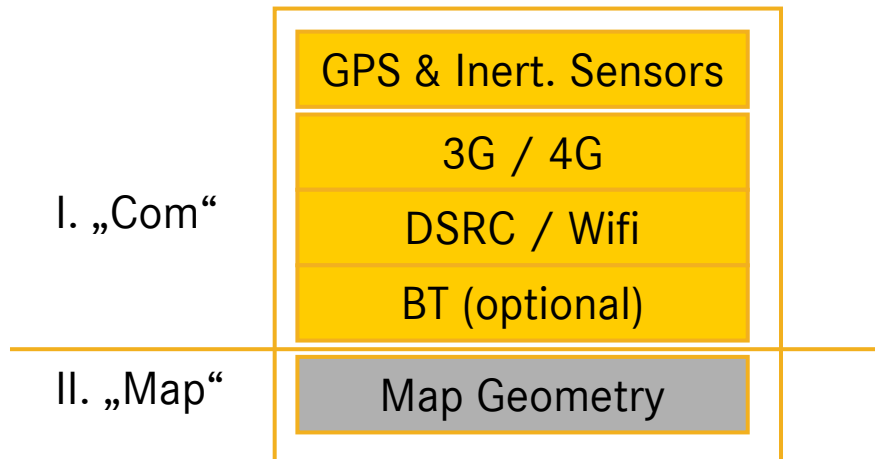 GPS & Inert. Sensors
3G / 4G
I. „Com“
DSRC / Wifi
BT (optional)
II. „Map“
Map Geometry